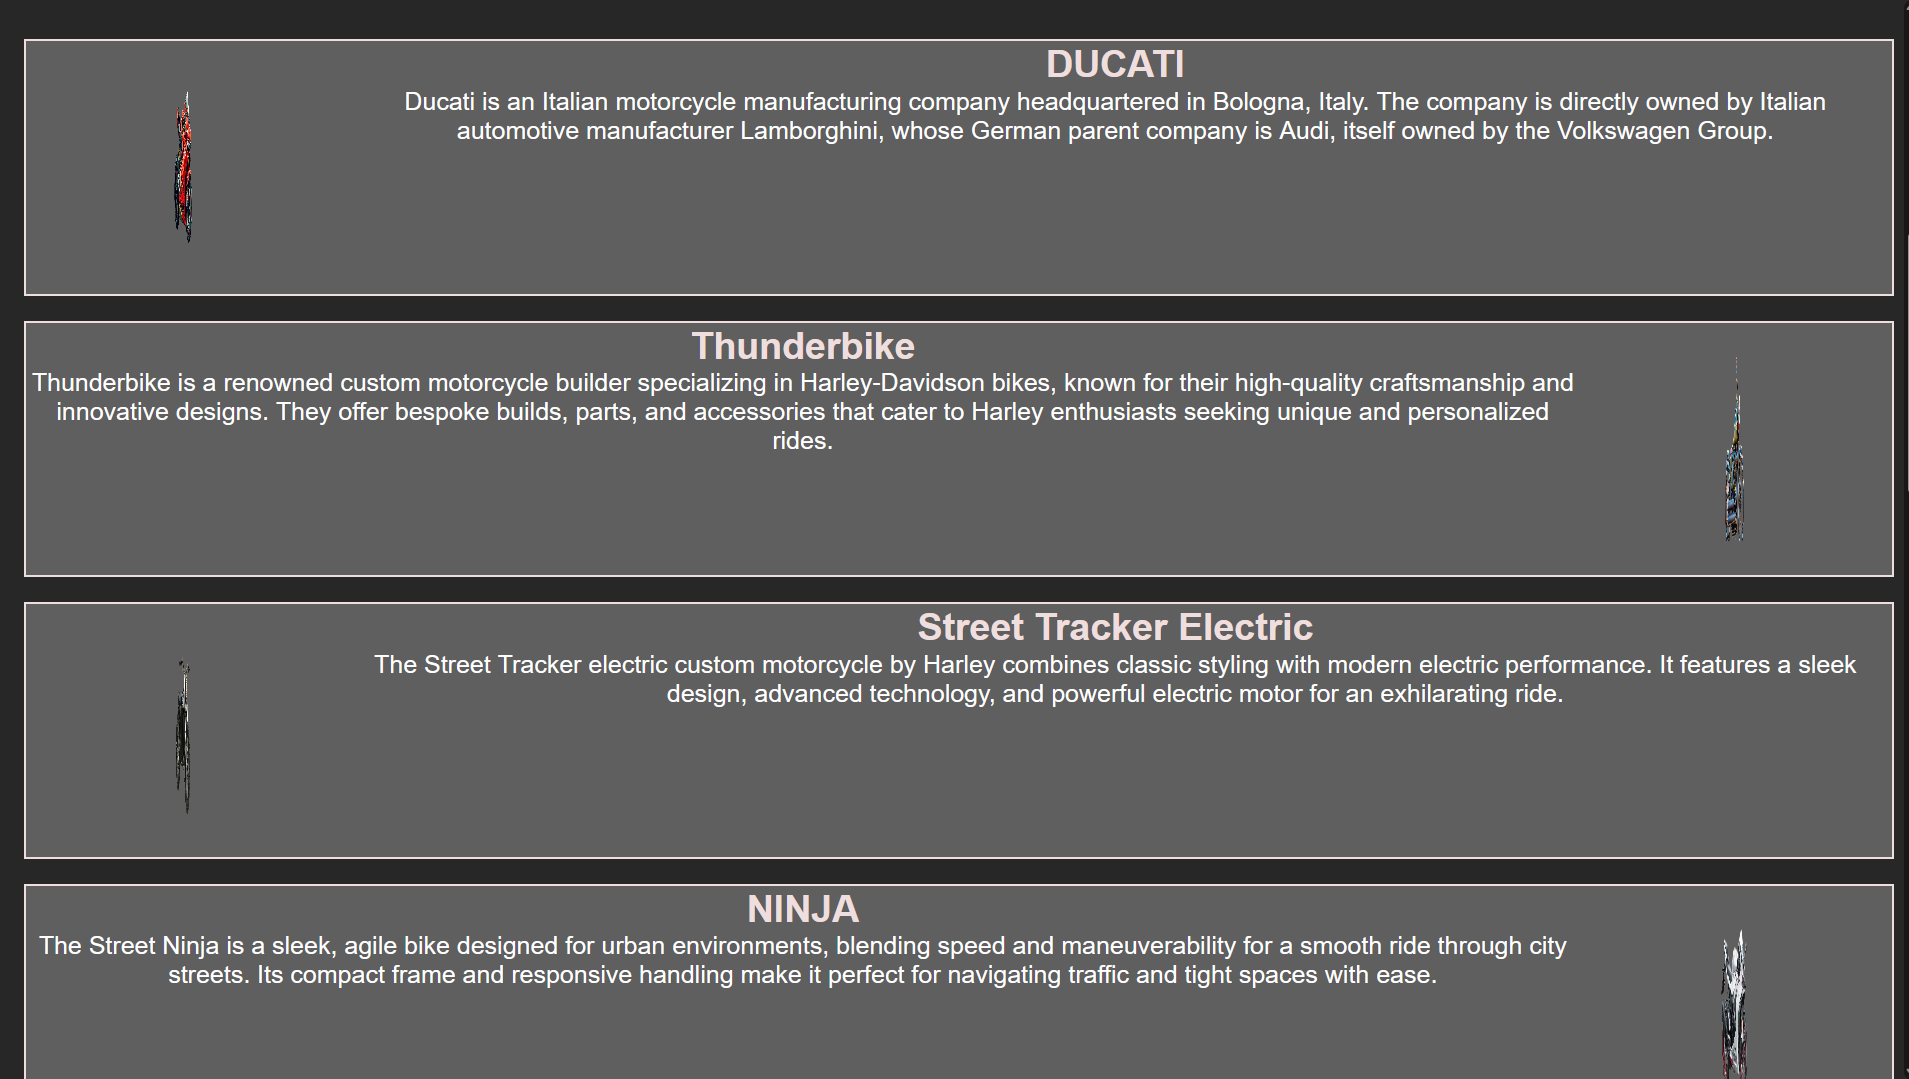 DUCATI
Ducati is an Italian motorcycle manufacturing company headquartered in Bologna, Italy. The company is directly owned by Italian
automotive manufacturer Lamborghini, whose German parent company is Audi, itself owned by the Volkswagen Group.
Thunderbike
Thunderbike is a renowned custom motorcycle builder specializing in Harley-Davidson bikes, known for their high-quality craftsmanship and
innovative designs. They offer bespoke builds, parts, and accessories that cater to Harley enthusiasts seeking unique and personalized
rides.
Street Tracker Electric
The Street Tracker electric custom motorcycle by Harley combines classic styling with modern electric performance. It features a sleek
design, advanced technology, and powerful electric motor for an exhilarating ride.
NINJA
The Street Ninja is a sleek, agile bike designed for urban environments, blending speed and maneuverability for a smooth ride through city
streets. Its compact frame and responsive handling make it perfect for navigating traffic and tight spaces with ease.